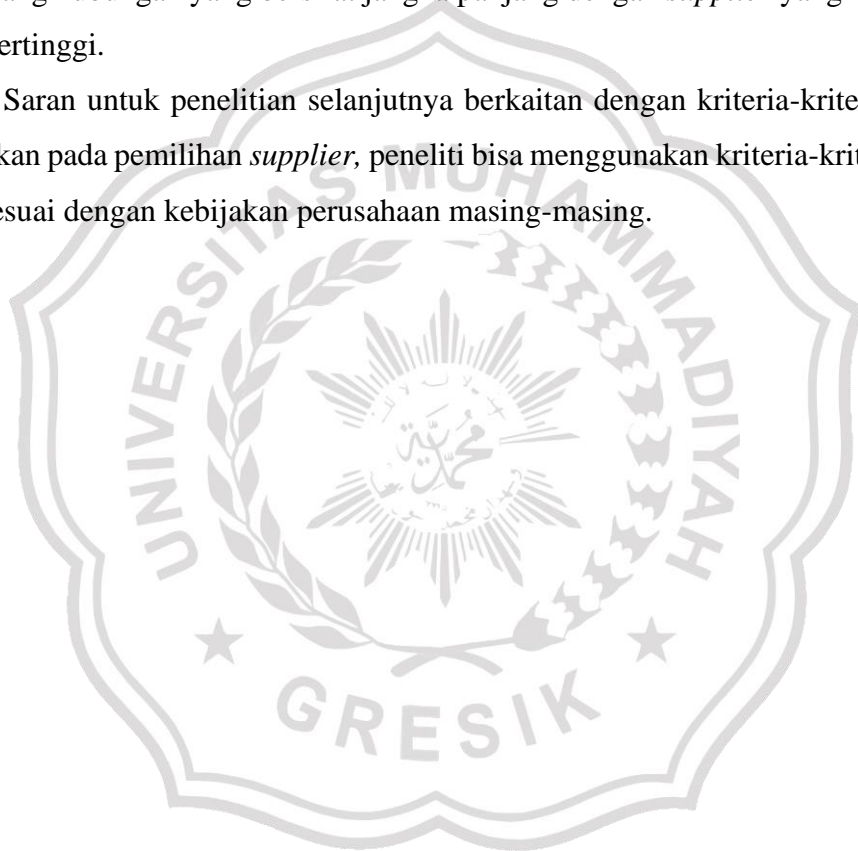 ertinggi.
Saran untuk penelitian selanjutnya berkaitan dengan kriteria-krite
kan pada pemilihan supplier, peneliti bisa menggunakan kriteria-krit
esuai dengan kebijakan perusahaan masing-masing.
UNIVERSITAS MUHAMMADIYAH
GRESIK